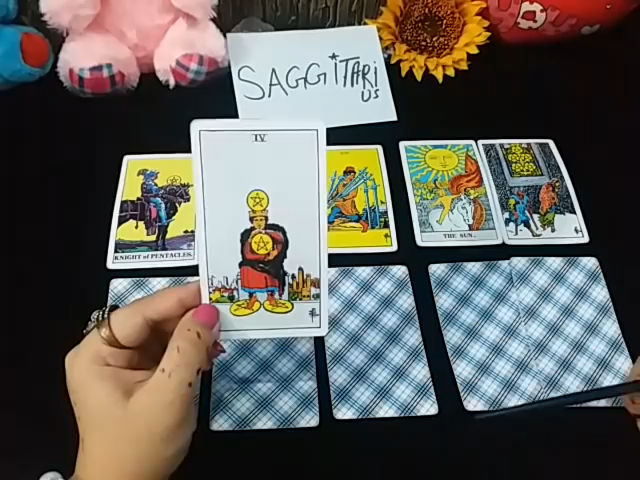 SAGGiTARi
US
IV
KNIGHT of PENTACLES.
THE SUN.